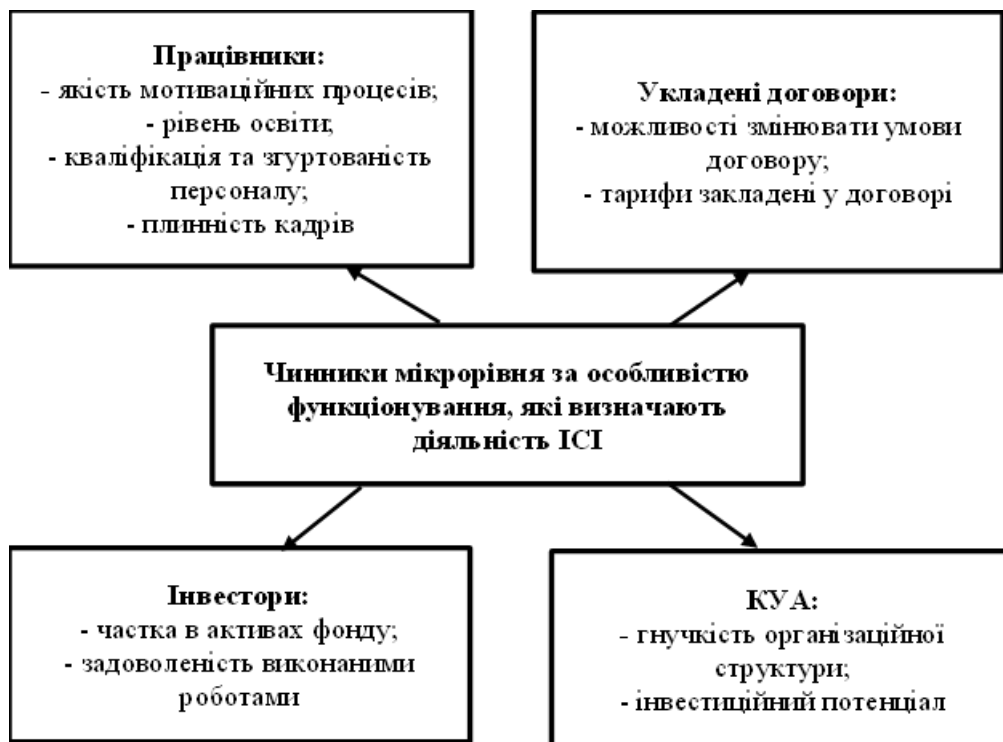 Працівники:
- якість мотиваційних процесів;
- рівень освіти;
- кваліфікація та згуртованість
персоналу;
- плинність кадрів
Укладені договори:
- можливості змінювати умови
договору;
- тарифи закладені у договорі
Чинники мікрорівня за особливістю
функціонування, які визначають
діяльність ІСІ
Інвестори:
- частка в активах фонду;
- задоволеність виконаними
роботами
КУА:
- гнучкість організаційної
структури;
- інвестиційний потенціал